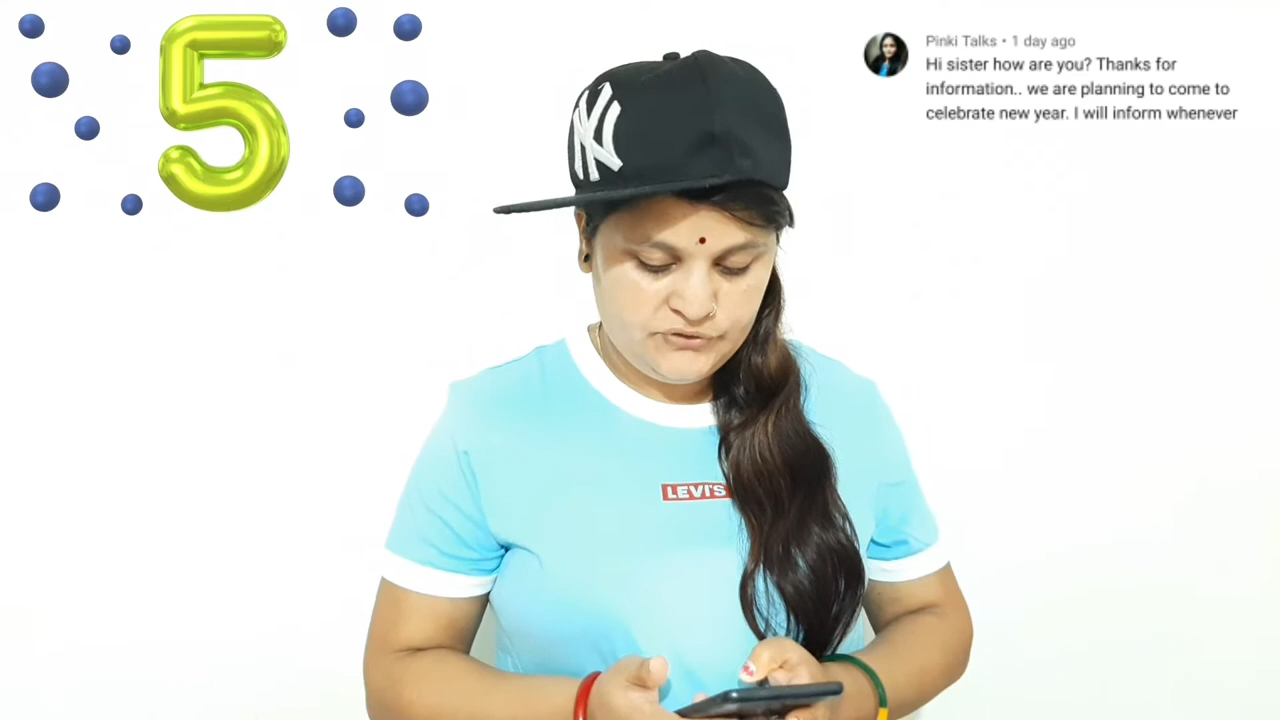 5
Pinki Talks • 1 day ago
Hi sister how are you? Thanks for
information.. we are planning to come to
celebrate new year. I will inform whenever
NY
LEVI'S